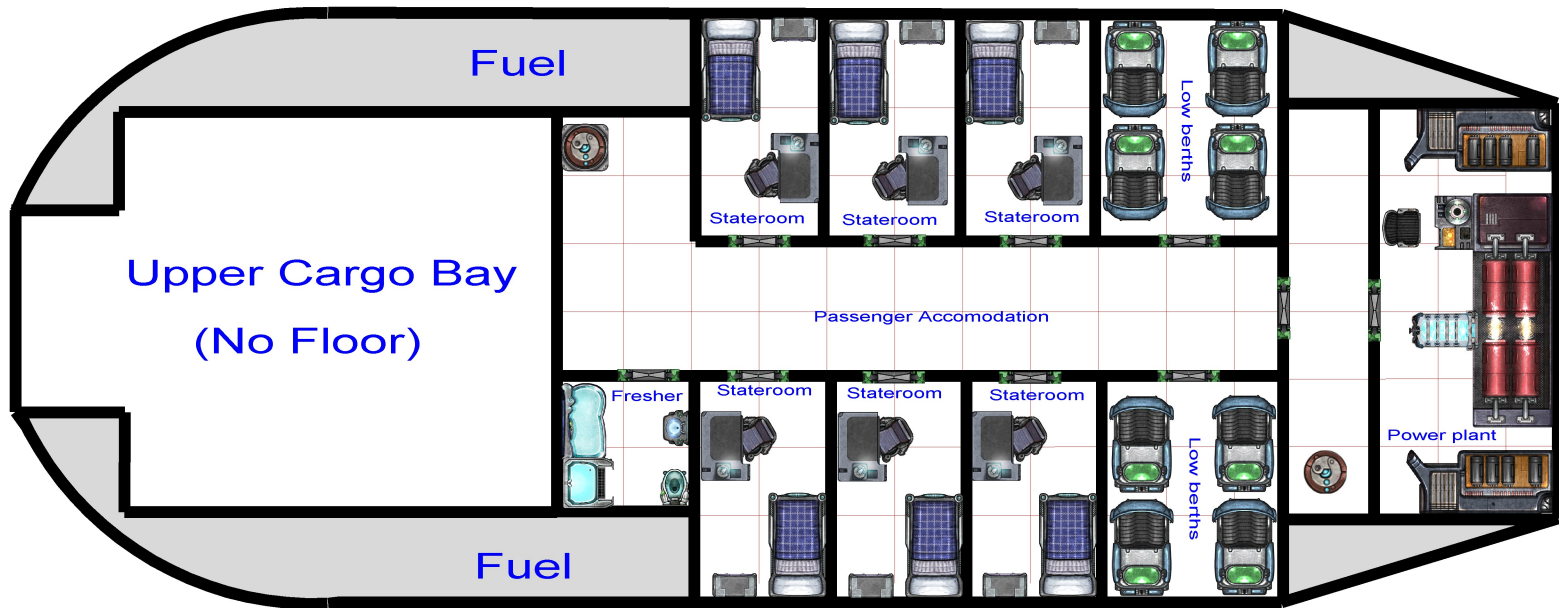 Fuel
Low berths
Low berths
Stateroom
Stateroom
Stateroom
Upper Cargo Bay
(No Floor)
Passenger Accomodation
Fresher
Stateroom
Stateroom
Stateroom
Power plant
Fuel